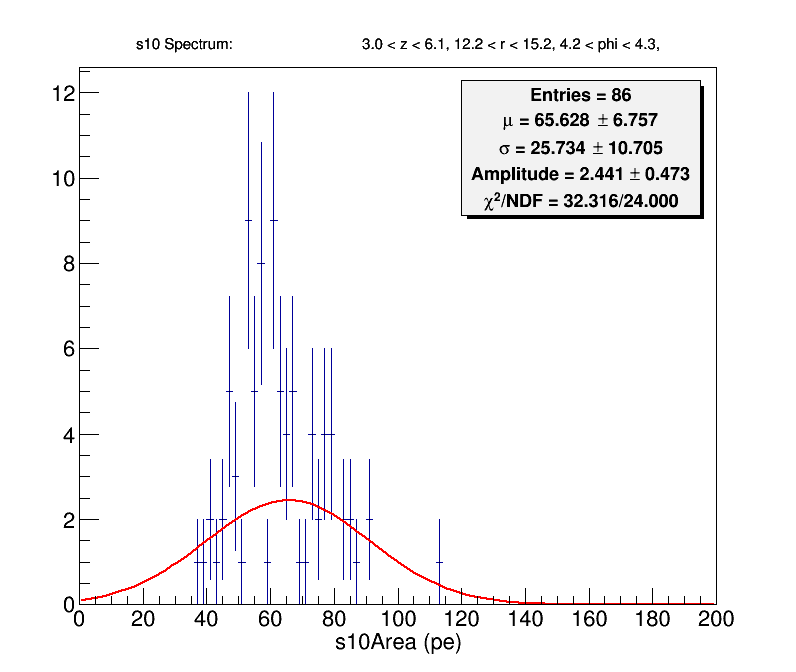 s10 Spectrum: 3.0 < z < 6.1, 12.2 < r < 15.2, 4.2 < phi < 4.3,
Entries = 86
μ = 65.628 ± 6.757
σ = 25.734 ± 10.705
Amplitude = 2.441 ± 0.473
χ²/NDF = 32.316/24.000
12
10
8
6
4
2
0
0 20 40 60 80 100 120 140 160 180 200
s10Area (pe)